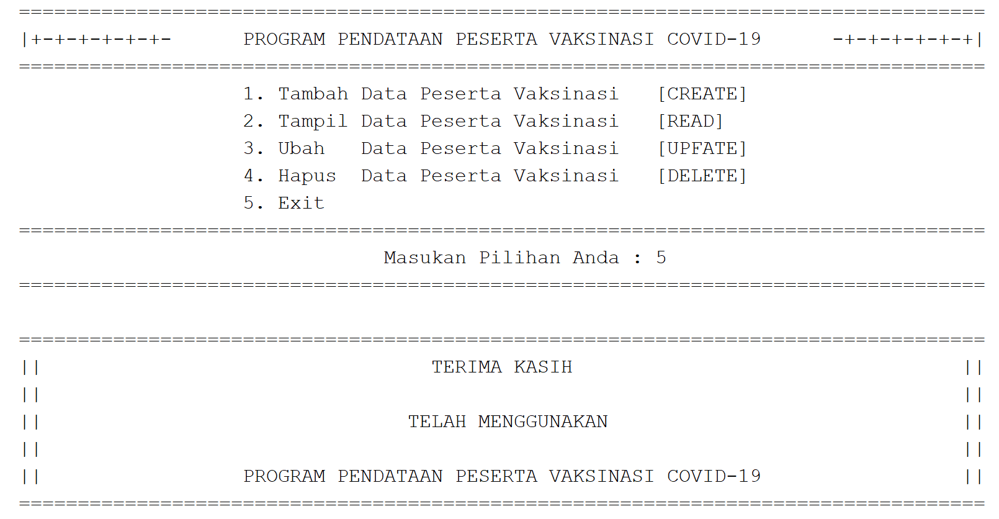 ==================================================================================
|+-+-+-+-+-+-      PROGRAM PENDATAAN PESERTA VAKSINASI COVID-19      -+-+-+-+-+-+|
==================================================================================
                   1. Tambah Data Peserta Vaksinasi   [CREATE]
                   2. Tampil Data Peserta Vaksinasi   [READ]
                   3. Ubah   Data Peserta Vaksinasi   [UPFATE]
                   4. Hapus  Data Peserta Vaksinasi   [DELETE]
                   5. Exit
==================================================================================
                               Masukan Pilihan Anda : 5
==================================================================================

==================================================================================
||                                 TERIMA KASIH                                 ||
||                                                                              ||
||                               TELAH MENGGUNAKAN                              ||
||                                                                              ||
||                 PROGRAM PENDATAAN PESERTA VAKSINASI COVID-19                 ||
==================================================================================